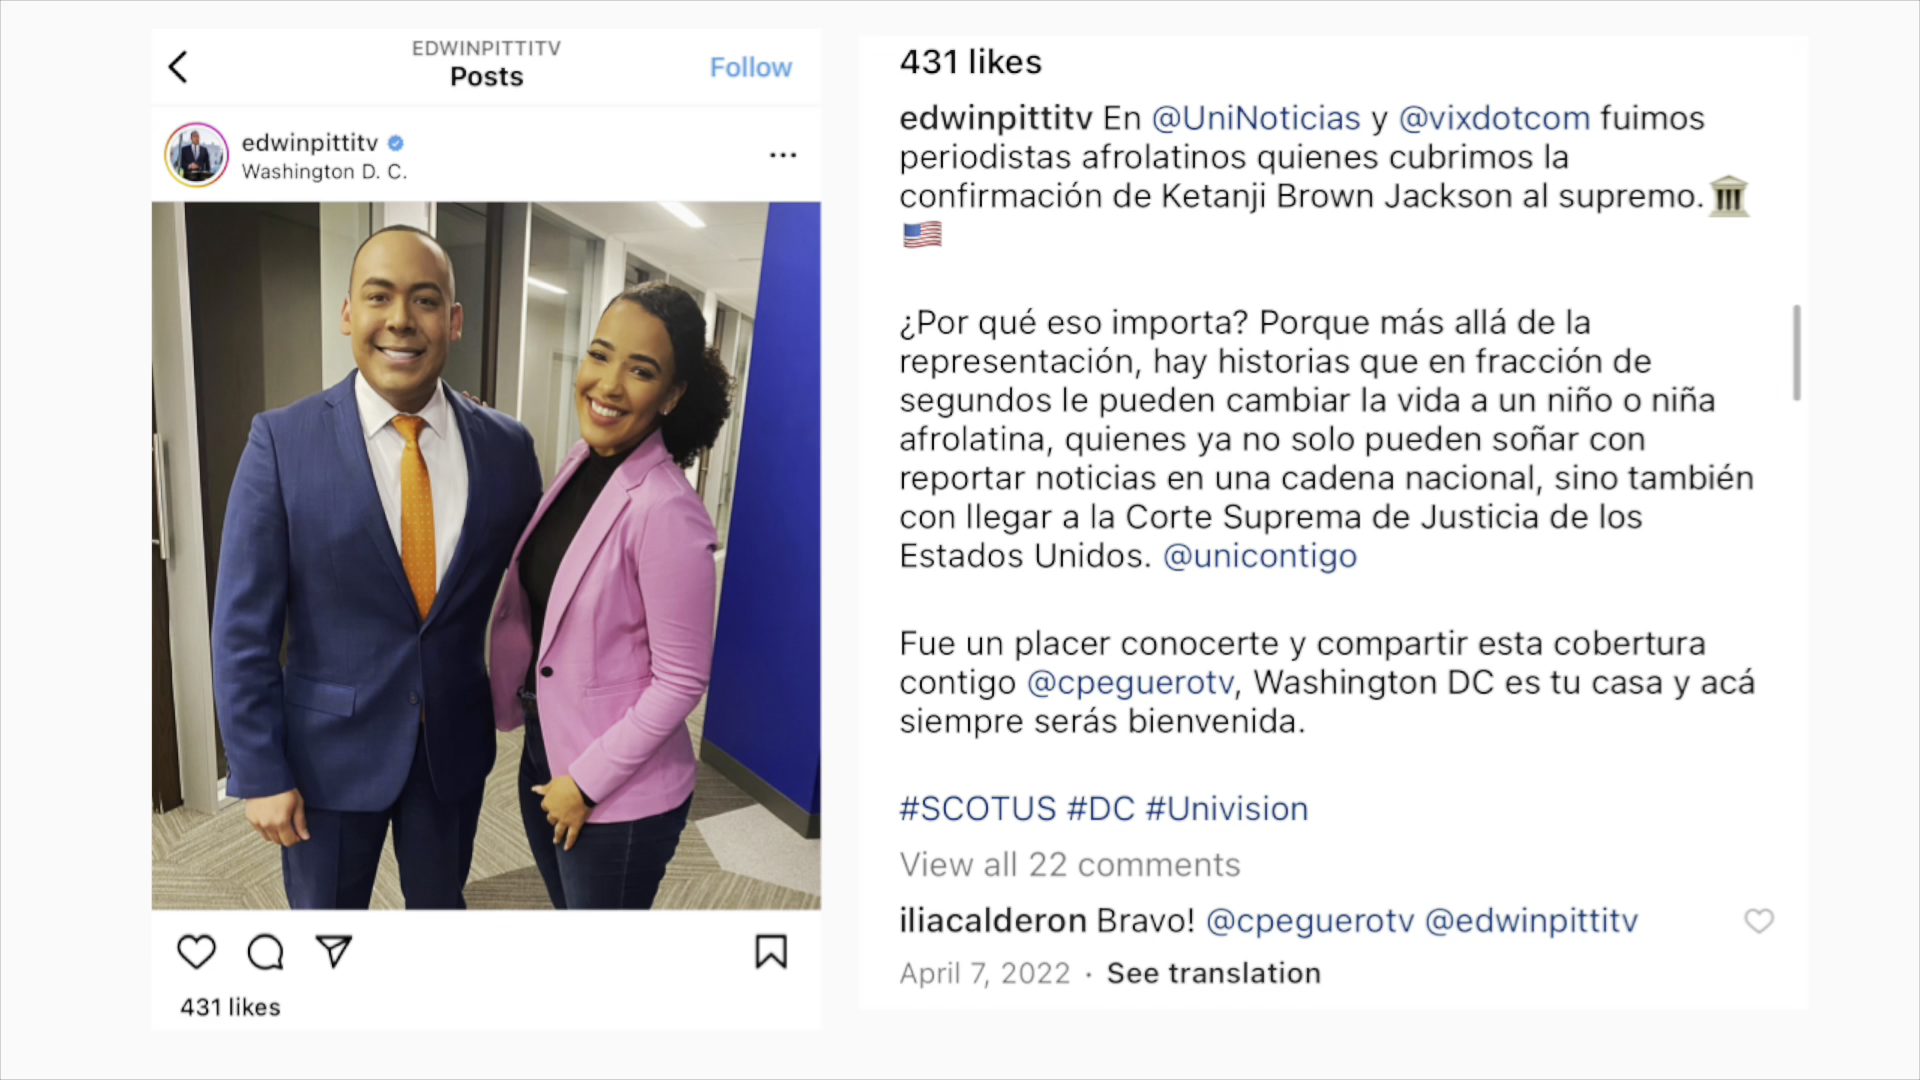 EDWINPITTITV
Posts
Follow
edwinpittitv
Washington D. C.
431 likes
431 likes
edwinpittitv En @UniNoticias y @vixdotcom fuimos
periodistas afrolatinos quienes cubrimos la
confirmación de Ketanji Brown Jackson al supremo.🏛️
🇺🇸
¿Por qué eso importa? Porque más allá de la
representación, hay historias que en fracción de
segundos le pueden cambiar la vida a un niño o niña
afrolatina, quienes ya no solo pueden soñar con
reportar noticias en una cadena nacional, sino también
con llegar a la Corte Suprema de Justicia de los
Estados Unidos. @unicontigo
Fue un placer conocerte y compartir esta cobertura
contigo @cpeguerotv, Washington DC es tu casa y acá
siempre serás bienvenida.
#SCOTUS #DC #Univision
View all 22 comments
iliacalderon Bravo! @cpeguerotv @edwinpittitv
April 7, 2022 · See translation